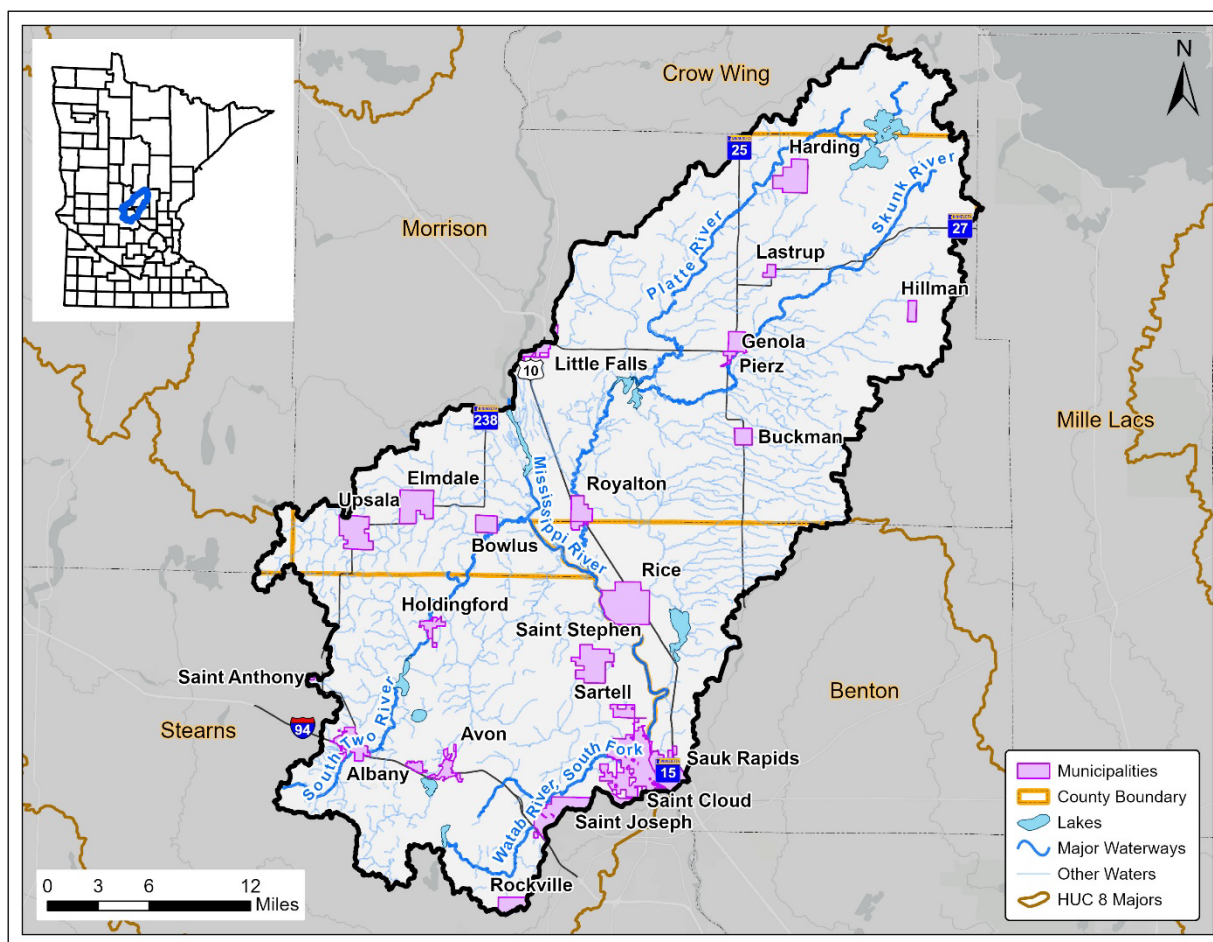 N
Crow Wing
25
Harding
Skunk River
Morrison
27
Platte River
Lastrup
Hillman
Genola
Little Falls
Pierz
10
238
Mille Lacs
Buckman
Elmdale
Mississippi River
Royalton
Upsala
Bowlus
Rice
Holdingford
Saint Stephen
Saint Anthony
Sartell
Benton
Stearns
94
South Two River
Avon
Watab River, South Fork
Sauk Rapids
15
Albany
Saint Cloud
Saint Joseph
Rockville
0 3 6 12
Miles
Municipalities
County Boundary
Lakes
Major Waterways
Other Waters
HUC 8 Majors